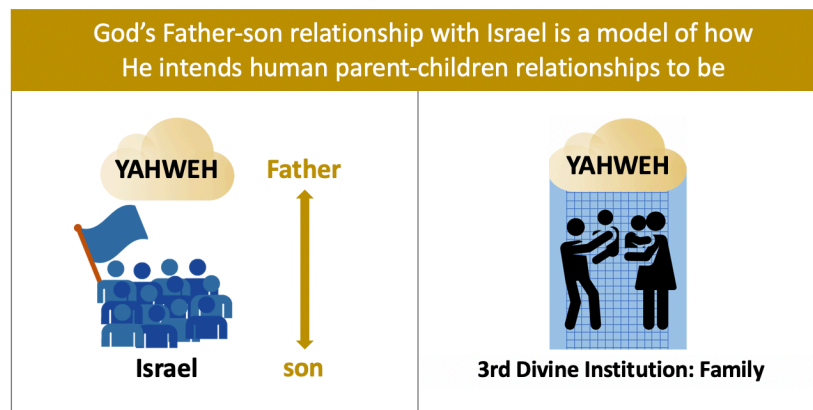 God’s Father-son relationship with Israel is a model of how
He intends human parent-children relationships to be
YAHWEH
Father
Israel
son
YAHWEH
3rd Divine Institution: Family